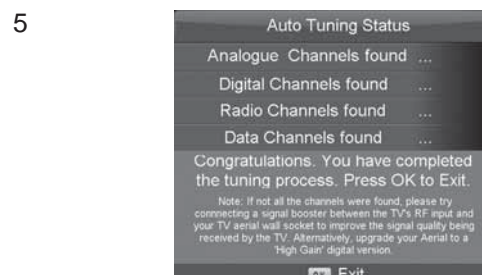 5
Auto Tuning Status
Analogue Channels found ...
Digital Channels found ...
Radio Channels found ...
Data Channels found ...
Congratulations. You have completed
the tuning process. Press OK to Exit.
Note: If not all the channels were found, please try
connnecting a signal booster between the TV's RF input and
your TV aerial wall socket to improve the signal quality being
received by the TV. Alternatively, upgrade your Aerial to a
'High Gain' digital version.
OK Exit